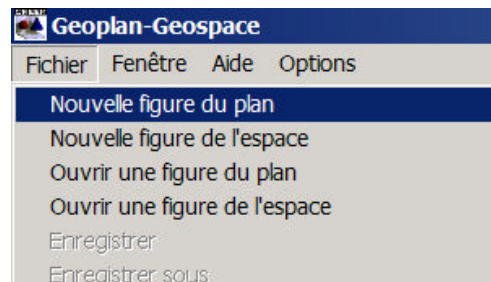 Geoplan-Geospace
Fichier Fenêtre Aide Options
Nouvelle figure du plan
Nouvelle figure de l'espace
Ouvrir une figure du plan
Ouvrir une figure de l'espace
Enregistrer
Enregistrer sous